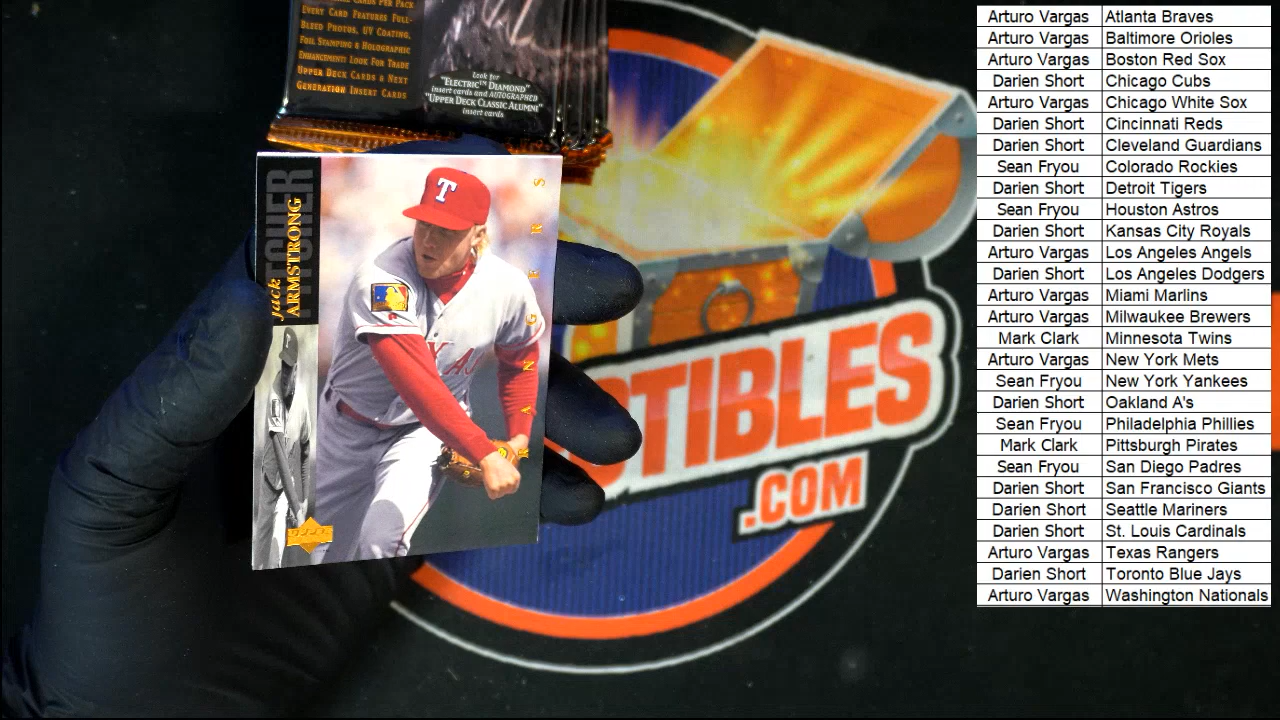 EVERY CARD FEATURES FULL-
BLEED PHOTOS, UV COATING,
FOIL STAMPING & HOLOGRAPHIC
ENHANCEMENT! LOOK FOR TRADE
UPPER DECK CARDS & NEXT
GENERATION INSERT CARDS
Look for
"ELECTRIC™ DIAMOND"
insert cards and AUTOGRAPHED
"UPPER DECK CLASSIC ALUMNI"
insert cards.
PITCHER
jack
ARMSTRONG
RANGERS
T
TIBLES
.COM
Arturo Vargas Atlanta Braves
Arturo Vargas Baltimore Orioles
Arturo Vargas Boston Red Sox
Darien Short Chicago Cubs
Arturo Vargas Chicago White Sox
Darien Short Cincinnati Reds
Darien Short Cleveland Guardians
Sean Fryou Colorado Rockies
Darien Short Detroit Tigers
Sean Fryou Houston Astros
Darien Short Kansas City Royals
Arturo Vargas Los Angeles Angels
Darien Short Los Angeles Dodgers
Arturo Vargas Miami Marlins
Arturo Vargas Milwaukee Brewers
Mark Clark Minnesota Twins
Arturo Vargas New York Mets
Sean Fryou New York Yankees
Darien Short Oakland A's
Sean Fryou Philadelphia Phillies
Mark Clark Pittsburgh Pirates
Sean Fryou San Diego Padres
Darien Short San Francisco Giants
Darien Short Seattle Mariners
Darien Short St. Louis Cardinals
Arturo Vargas Texas Rangers
Darien Short Toronto Blue Jays
Arturo Vargas Washington Nationals